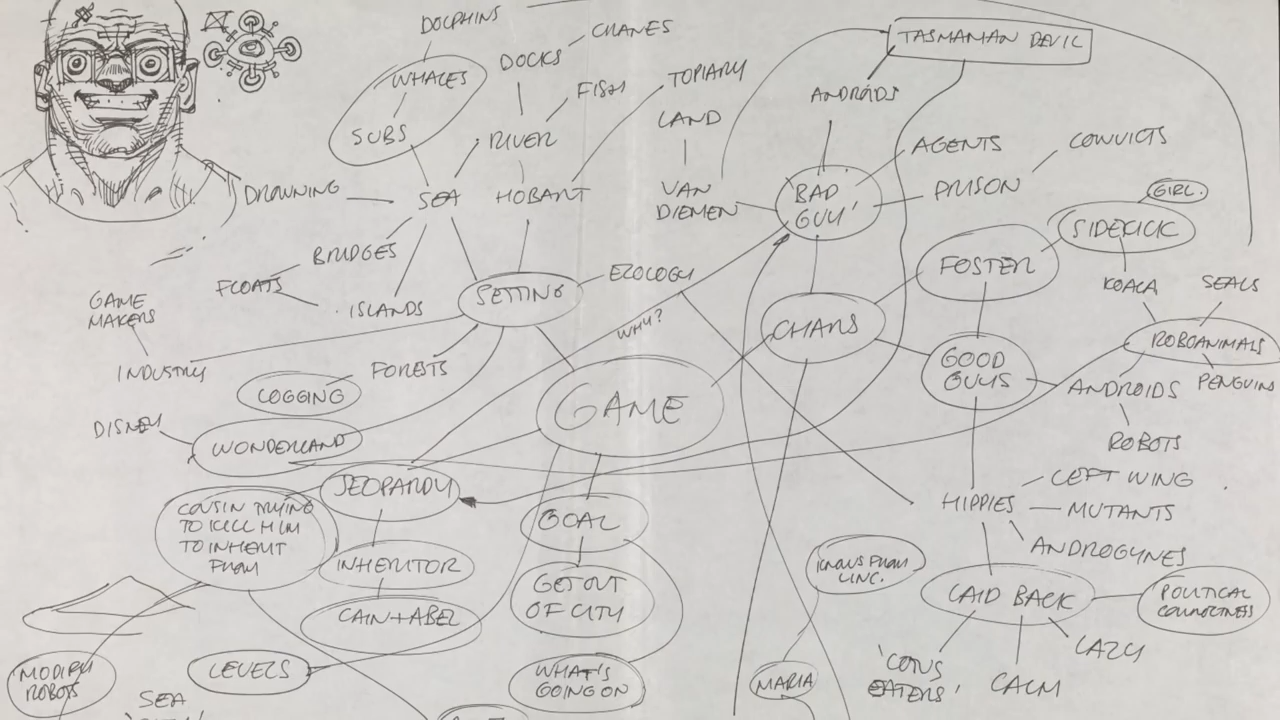 DOLPHINS
CRANES
DOCKS
TASMANIAN DEVIL
WHALES
TOPIARY
FISH
ANDROIDS
LAND
SUBS
RIVER
AGENTS
CONVICTS
DROWNING
SEA
HOBART
VAN
DIEMEN
BAD
GUY!
PRISON
GIRL.
SIDEKICK
BRIDGES
FOSTER
FLOATS
ECOLOGY
SETTING
KOALA
SEALS
GAME
MAKERS
ISLANDS
WHY?
CHARS
ROBOANIMALS
INDUSTRY
FORESTS
GOOD
GUYS
ANDROIDS
PENGUINS
LOGGING
GAME
DISNEY
WONDERLAND
ROBOTS
JEOPARDY
LEFT WING
HIPPIES
MUTANTS
COUSIN TRYING
TO KILL HIM
TO INHERIT
FROM
GOAL
ANDROGYNES
INHERITOR
KNOWS FROM
LINC.
GET OUT
OF CITY
LAID BACK
POLITICAL
CORRECTNESS
CAIN + ABEL
LAZY
LEVELS
WHAT'S
GOING ON
MARIA
'LOTUS
EATERS'
CALM
MODIFY
ROBOTS
SEA